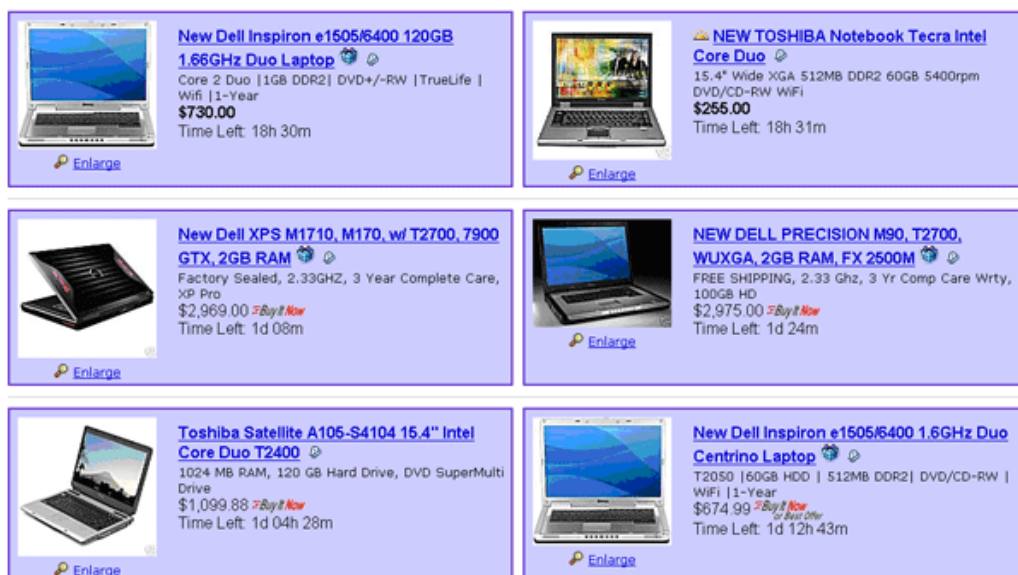 New Dell Inspiron e1505/6400 120GB
1.66GHz Duo Laptop
Core 2 Duo |1GB DDR2| DVD+/-RW |TrueLife |
Wifi |1-Year
$730.00
Time Left: 18h 30m
Enlarge
NEW TOSHIBA Notebook Tecra Intel
Core Duo
15.4" Wide XGA 512MB DDR2 60GB 5400rpm
DVD/CD-RW WiFi
$255.00
Time Left: 18h 31m
Enlarge
New Dell XPS M1710, M170, w/ T2700, 7900
GTX, 2GB RAM
Factory Sealed, 2.33GHZ, 3 Year Complete Care,
XP Pro
$2,969.00 Buy It Now
Time Left: 1d 08m
Enlarge
NEW DELL PRECISION M90, T2700,
WUXGA, 2GB RAM, FX 2500M
FREE SHIPPING, 2.33 Ghz, 3 Yr Comp Care Wrty,
100GB HD
$2,975.00 Buy It Now
Time Left: 1d 24m
Enlarge
Toshiba Satellite A105-S4104 15.4" Intel
Core Duo T2400
1024 MB RAM, 120 GB Hard Drive, DVD SuperMulti
Drive
$1,099.88 Buy It Now
Time Left: 1d 04h 28m
Enlarge
New Dell Inspiron e1505/6400 1.6GHz Duo
Centrino Laptop
T2050 |60GB HDD | 512MB DDR2| DVD/CD-RW |
WiFi |1-Year
$674.99 Buy It Now
or Best Offer
Time Left: 1d 12h 43m
Enlarge